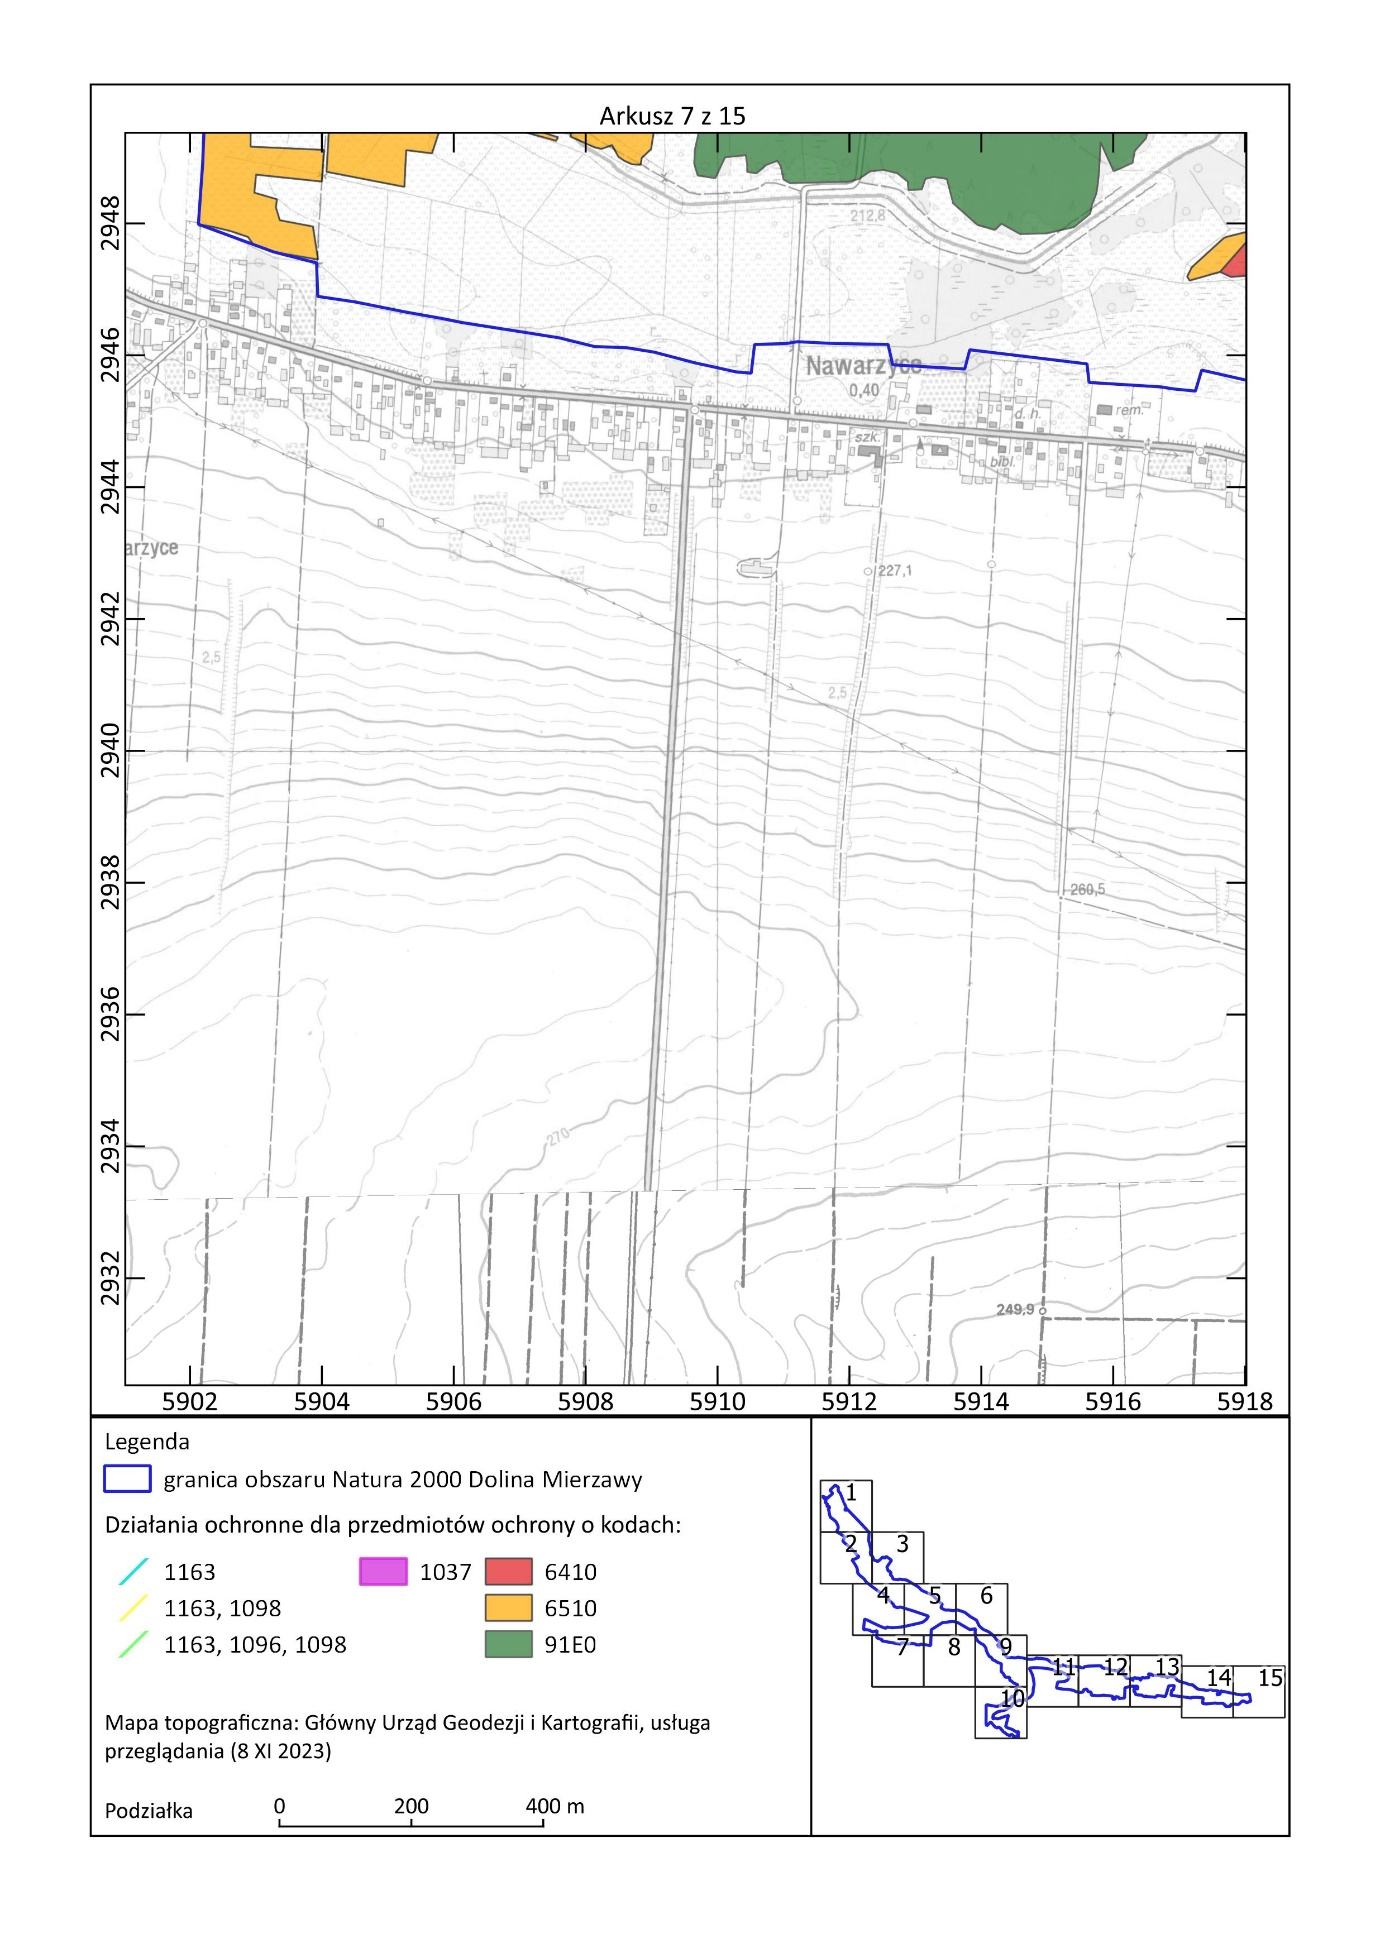 Arkusz 7 z 15
2948
212,8
2946
Nawarzyce
0,40
d. h.
rem.
szk.
bibl.
2944
arzyce
227,1
2942
2,5
2,5
2940
2938
260,5
2936
2934
270
2932
249,9
5902 5904 5906 5908 5910 5912 5914 5916 5918
Legenda
granica obszaru Natura 2000 Dolina Mierzawy
Działania ochronne dla przedmiotów ochrony o kodach:
1163 1037 6410
1163, 1098 6510
1163, 1096, 1098 91E0
Mapa topograficzna: Główny Urząd Geodezji i Kartografii, usługa
przeglądania (8 XI 2023)
Podziałka 0 200 400 m
1
2 3
4 5 6
7 8 9
11 12 13 14 15
10